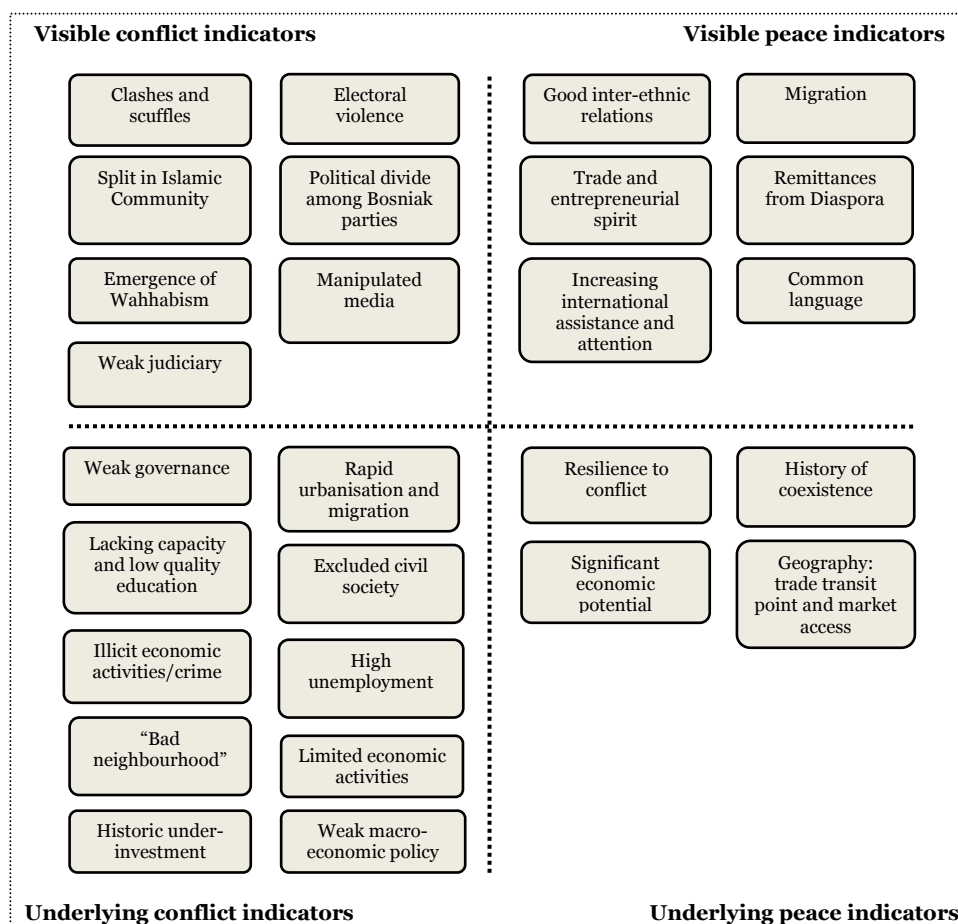 Visible conflict indicators
Visible peace indicators
Clashes and
scuffles
Electoral
violence
Good inter-ethnic
relations
Migration
Split in Islamic
Community
Political divide
among Bosniak
parties
Trade and
entrepreneurial
spirit
Remittances
from Diaspora
Emergence of
Wahhabism
Manipulated
media
Increasing
international
assistance and
attention
Common
language
Weak judiciary
Weak governance
Rapid
urbanisation and
migration
Resilience to
conflict
History of
coexistence
Lacking capacity
and low quality
education
Excluded civil
society
Significant
economic
potential
Geography:
trade transit
point and market
access
Illicit economic
activities/crime
High
unemployment
“Bad
neighbourhood”
Limited economic
activities
Historic under-
investment
Weak macro-
economic policy
Underlying conflict indicators
Underlying peace indicators